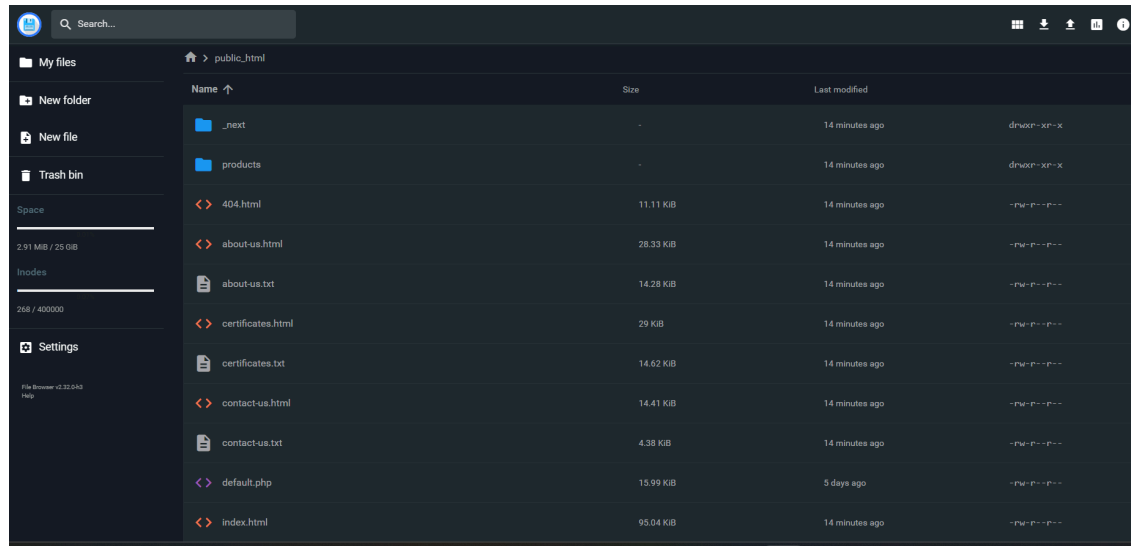 Search...
My files
New folder
New file
Trash bin
Space
2.91 MiB / 25 GiB
Inodes
268 / 400000
Settings
File Browser v2.32.0-h3
Help
> public_html
Name Size Last modified
_next - 14 minutes ago drwxr-xr-x
products - 14 minutes ago drwxr-xr-x
404.html 11.11 KiB 14 minutes ago -rw-r--r--
about-us.html 28.33 KiB 14 minutes ago -rw-r--r--
about-us.txt 14.28 KiB 14 minutes ago -rw-r--r--
certificates.html 29 KiB 14 minutes ago -rw-r--r--
certificates.txt 14.62 KiB 14 minutes ago -rw-r--r--
contact-us.html 14.41 KiB 14 minutes ago -rw-r--r--
contact-us.txt 4.38 KiB 14 minutes ago -rw-r--r--
default.php 15.99 KiB 5 days ago -rw-r--r--
index.html 95.04 KiB 14 minutes ago -rw-r--r--